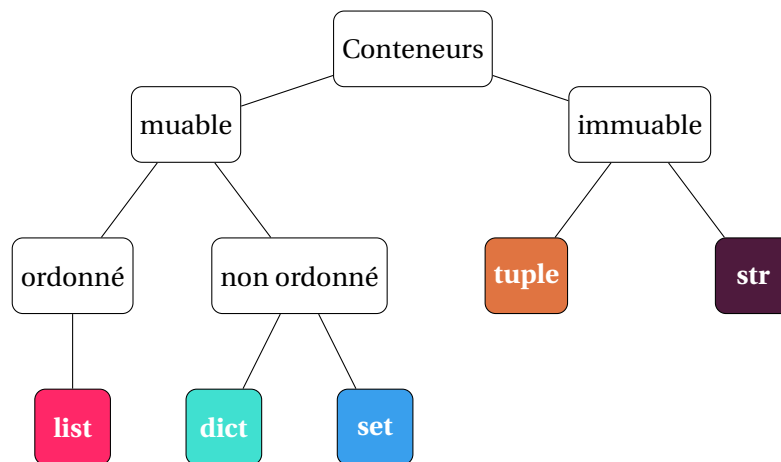 Conteneurs
muable
immuable
ordonné
non ordonné
tuple
str
list
dict
set